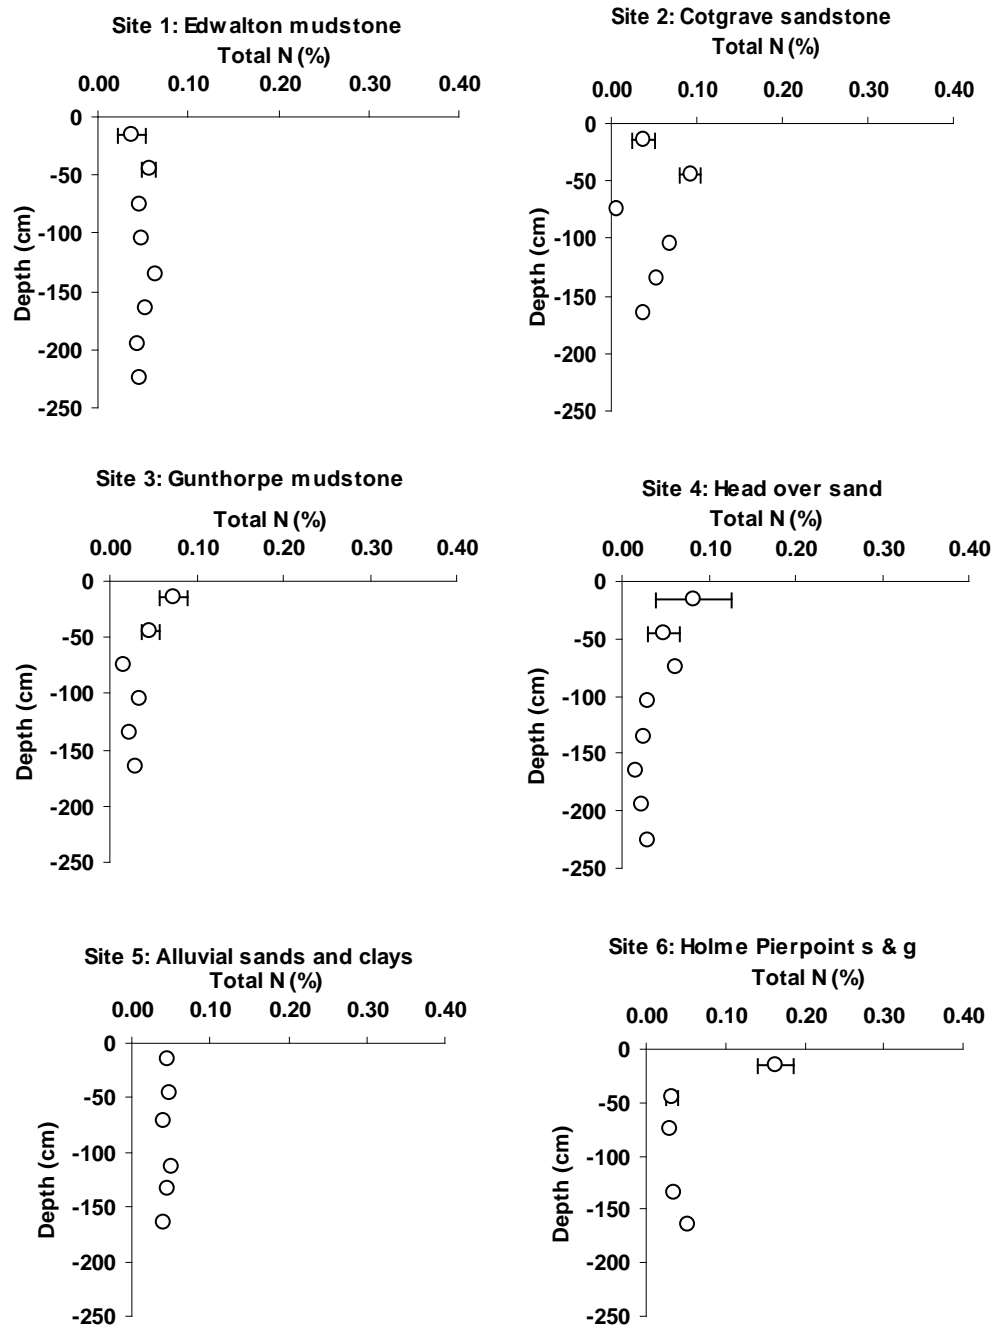 Site 1: Edwalton mudstone
Total N (%)
0.00 0.10 0.20 0.30 0.40
0
-50
-100
-150
-200
-250
Depth (cm)
Site 2: Cotgrave sandstone
Total N (%)
0.00 0.10 0.20 0.30 0.40
0
-50
-100
-150
-200
-250
Depth (cm)
Site 3: Gunthorpe mudstone
Total N (%)
0.00 0.10 0.20 0.30 0.40
0
-50
-100
-150
-200
-250
Depth (cm)
Site 4: Head over sand
Total N (%)
0.00 0.10 0.20 0.30 0.40
0
-50
-100
-150
-200
-250
Depth (cm)
Site 5: Alluvial sands and clays
Total N (%)
0.00 0.10 0.20 0.30 0.40
0
-50
-100
-150
-200
-250
Depth (cm)
Site 6: Holme Pierpoint s & g
Total N (%)
0.00 0.10 0.20 0.30 0.40
0
-50
-100
-150
-200
-250
Depth (cm)